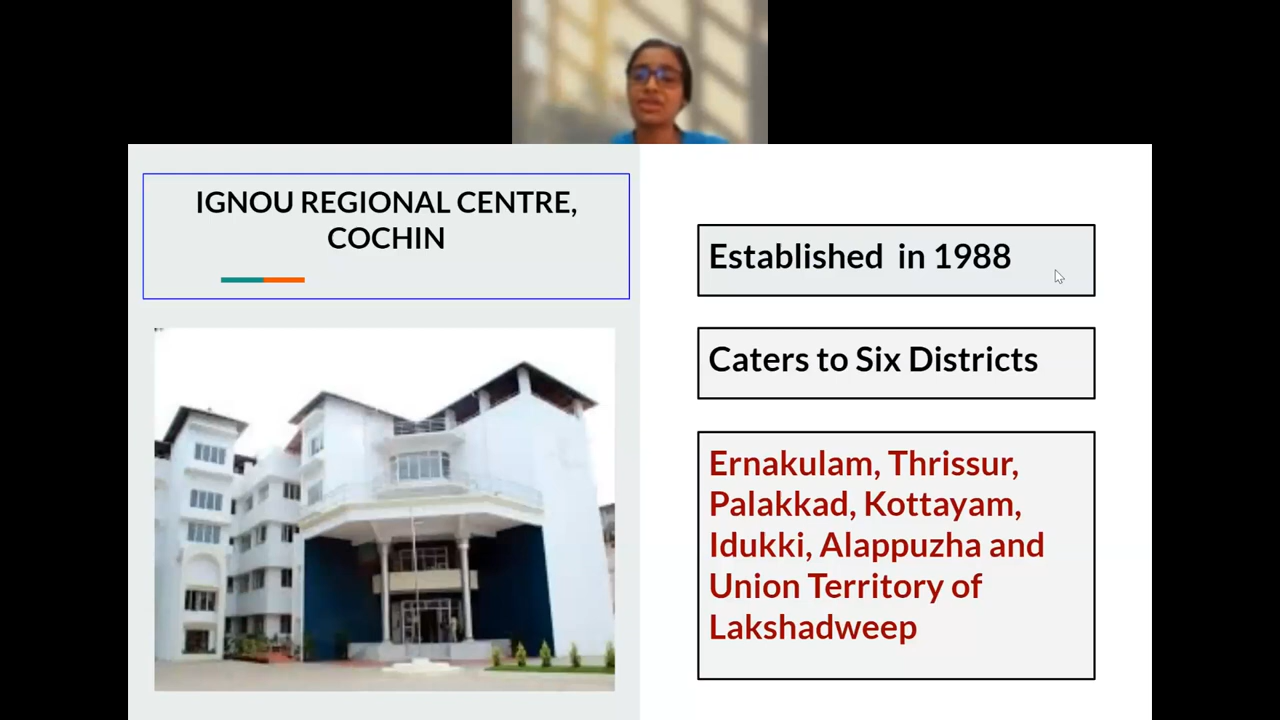 IGNOU REGIONAL CENTRE,
COCHIN
Established in 1988
Caters to Six Districts
Ernakulam, Thrissur,
Palakkad, Kottayam,
Idukki, Alappuzha and
Union Territory of
Lakshadweep